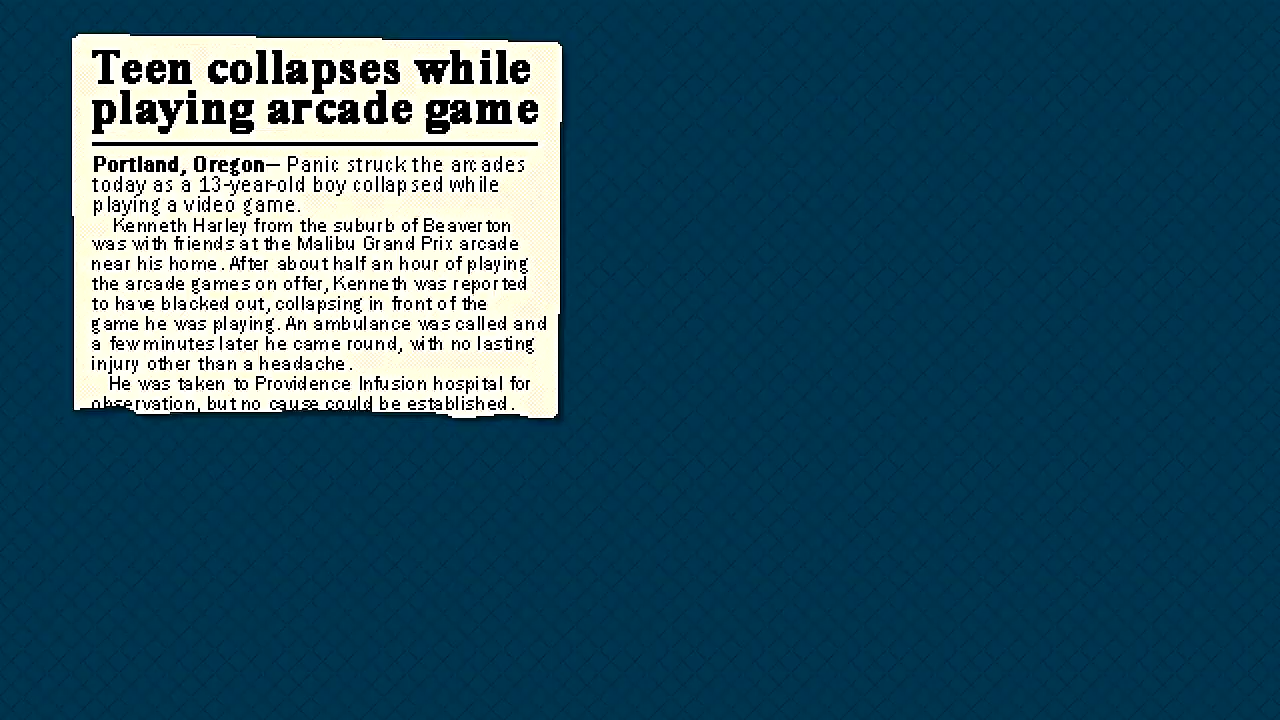 Teen collapses while
playing arcade game
Portland, Oregon— Panic struck the arcades
today as a 13-year-old boy collapsed while
playing a video game.
Kenneth Harley from the suburb of Beaverton
was with friends at the Malibu Grand Prix arcade
near his home. After about half an hour of playing
the arcade games on offer, Kenneth was reported
to have blacked out, collapsing in front of the
game he was playing. An ambulance was called and
a few minutes later he came round, with no lasting
injury other than a headache.
He was taken to Providence Infusion hospital for
observation, but no cause could be established.